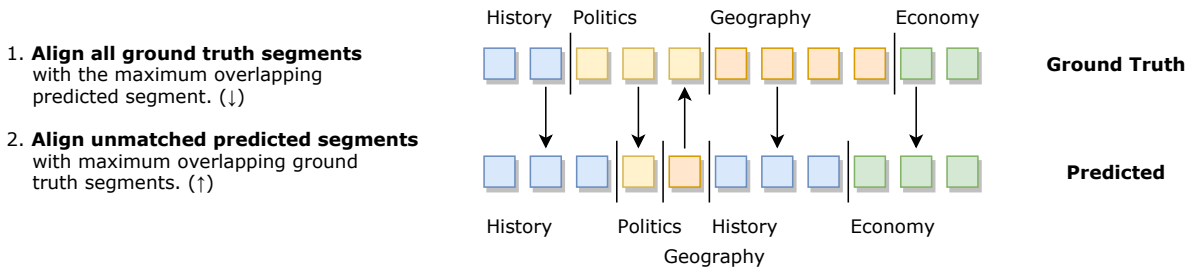 History Politics Geography Economy
1. Align all ground truth segments
with the maximum overlapping
predicted segment. (↓)
Ground Truth
2. Align unmatched predicted segments
with maximum overlapping ground
truth segments. (↑)
Predicted
History Politics History Economy
Geography